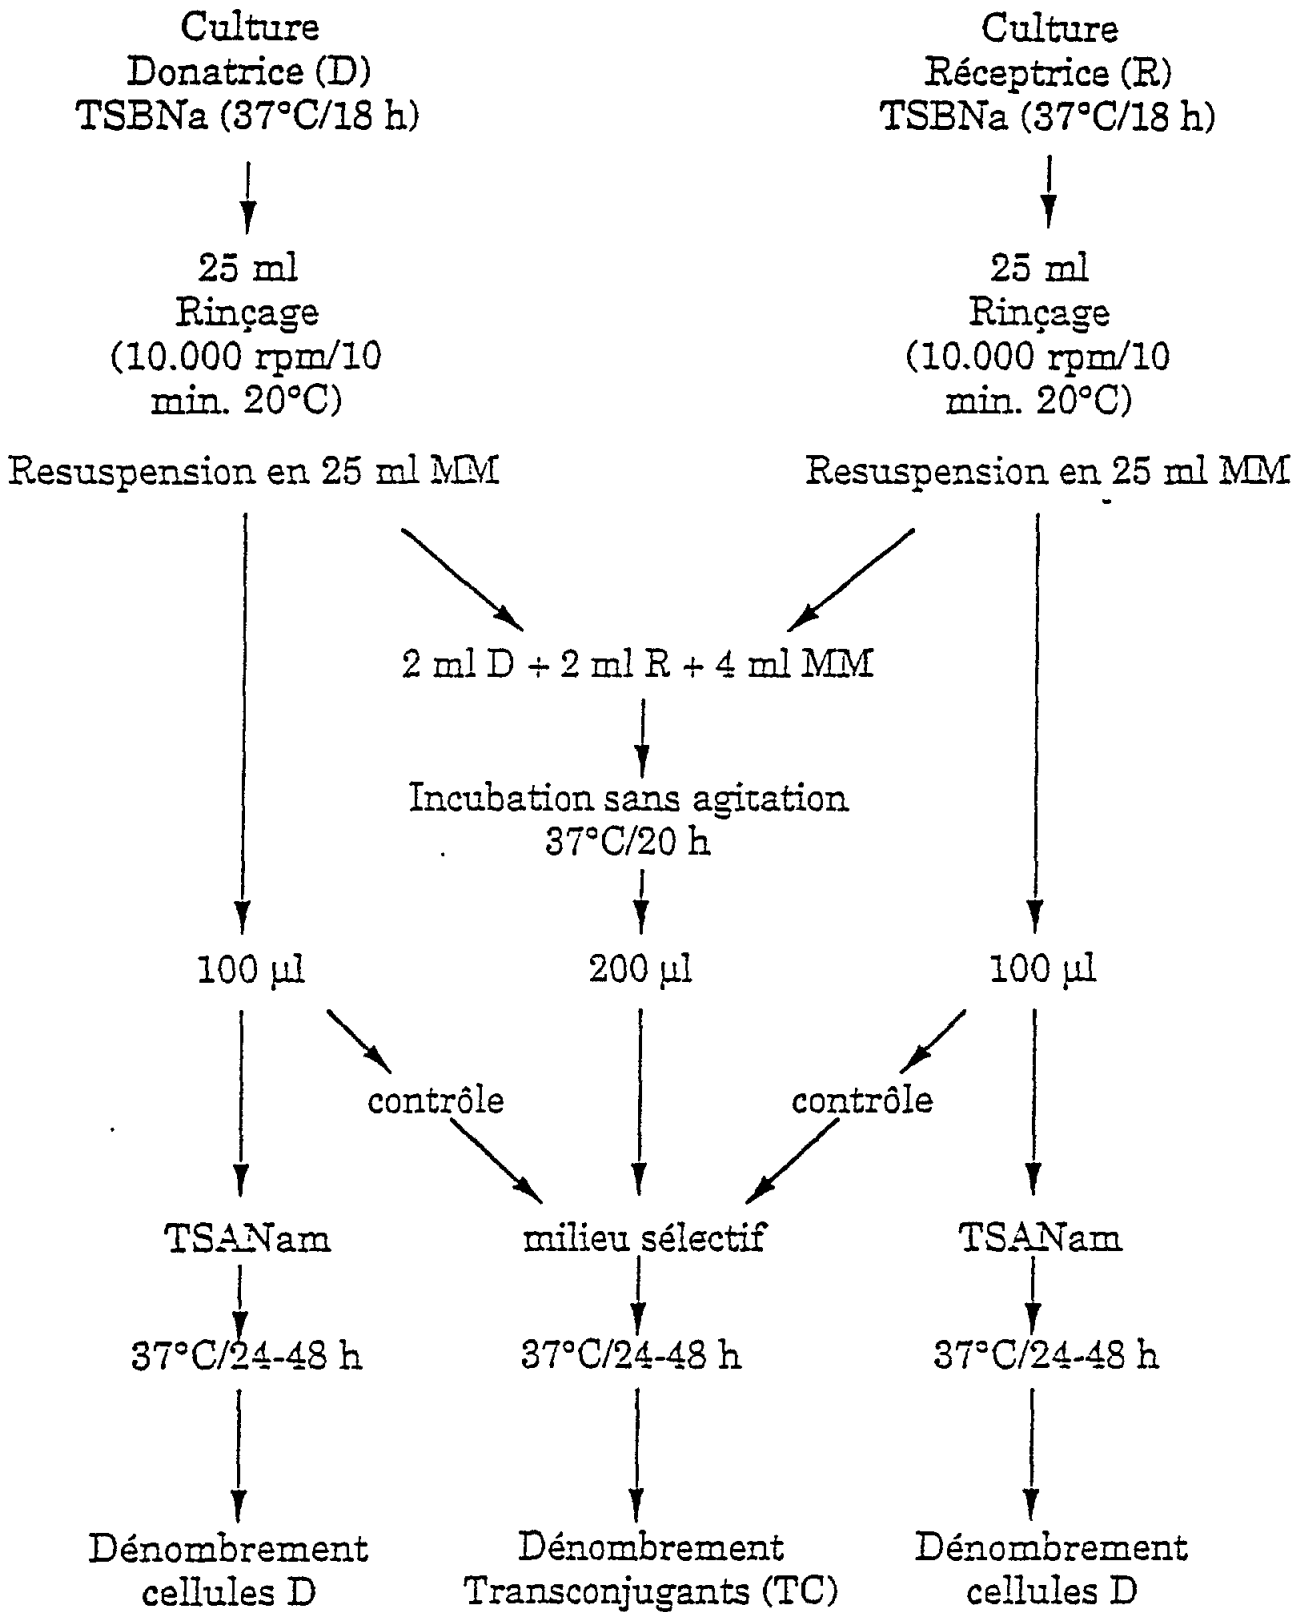 Culture
Donatrice (D)
TSBNa (37°C/18 h)
Culture
Réceptrice (R)
TSBNa (37°C/18 h)
25 ml
Rinçage
(10.000 rpm/10
min. 20°C)
25 ml
Rinçage
(10.000 rpm/10
min. 20°C)
Resuspension en 25 ml MM
Resuspension en 25 ml MM
2 ml D + 2 ml R + 4 ml MM
Incubation sans agitation
37°C/20 h
100 µl
200 µl
100 µl
contrôle
contrôle
TSANam
milieu sélectif
TSANam
37°C/24-48 h
37°C/24-48 h
37°C/24-48 h
Dénombrement
cellules D
Dénombrement
Transconjugants (TC)
Dénombrement
cellules D